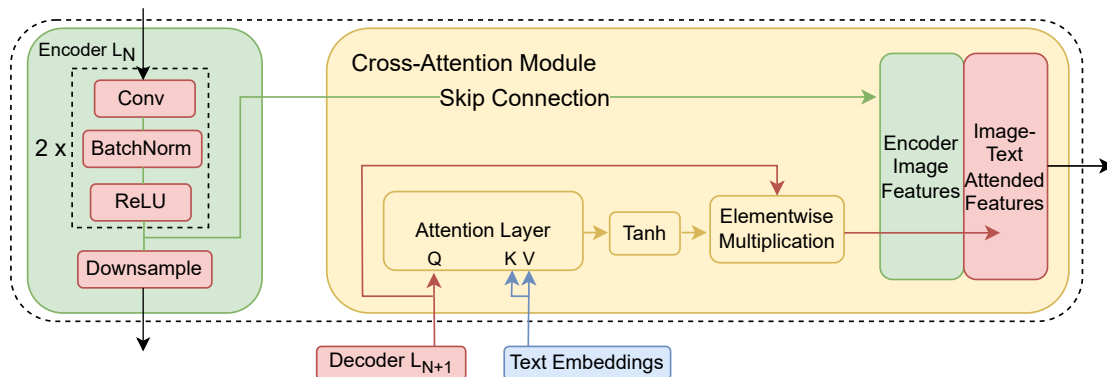 Encoder L_N
Conv
BatchNorm
ReLU
2 x
Downsample
Cross-Attention Module
Skip Connection
Attention Layer
Q
K V
Tanh
Elementwise
Multiplication
Encoder
Image
Features
Image-
Text
Attended
Features
Decoder L_{N+1}
Text Embeddings